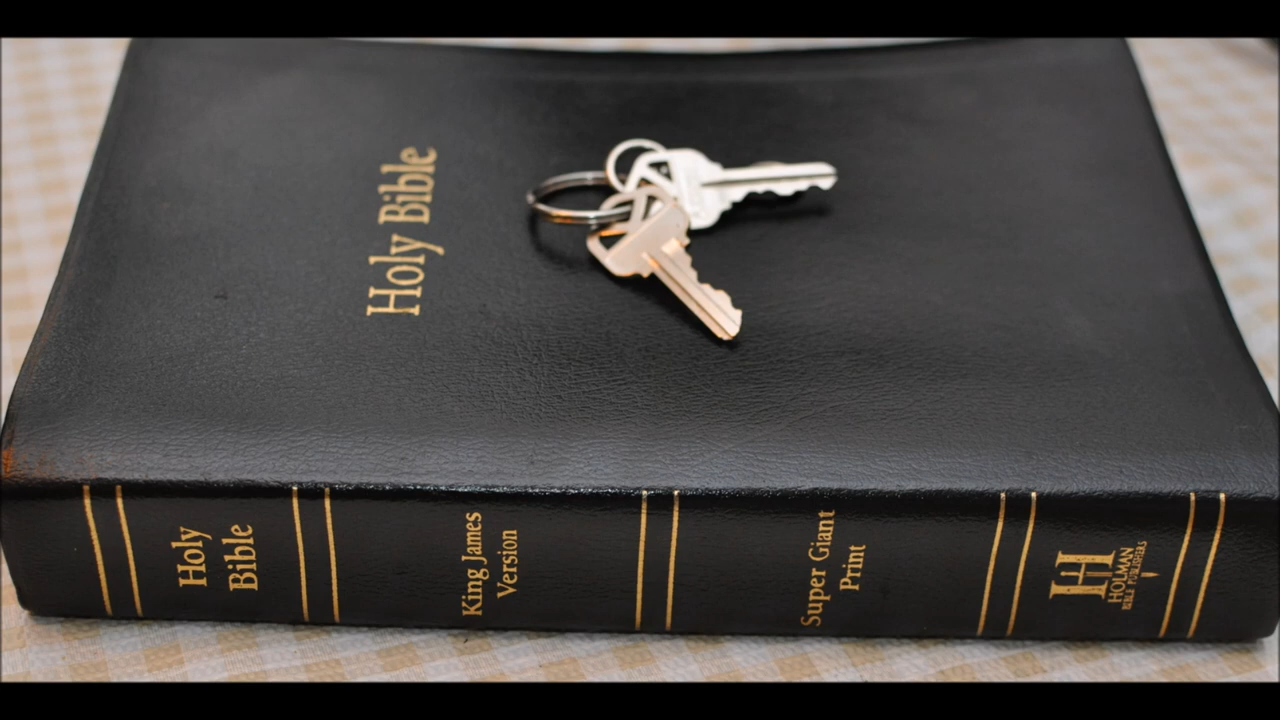 Holy Bible
Holy
Bible
King James
Version
Super Giant
Print
HOLMAN
BIBLE PUBLISHERS